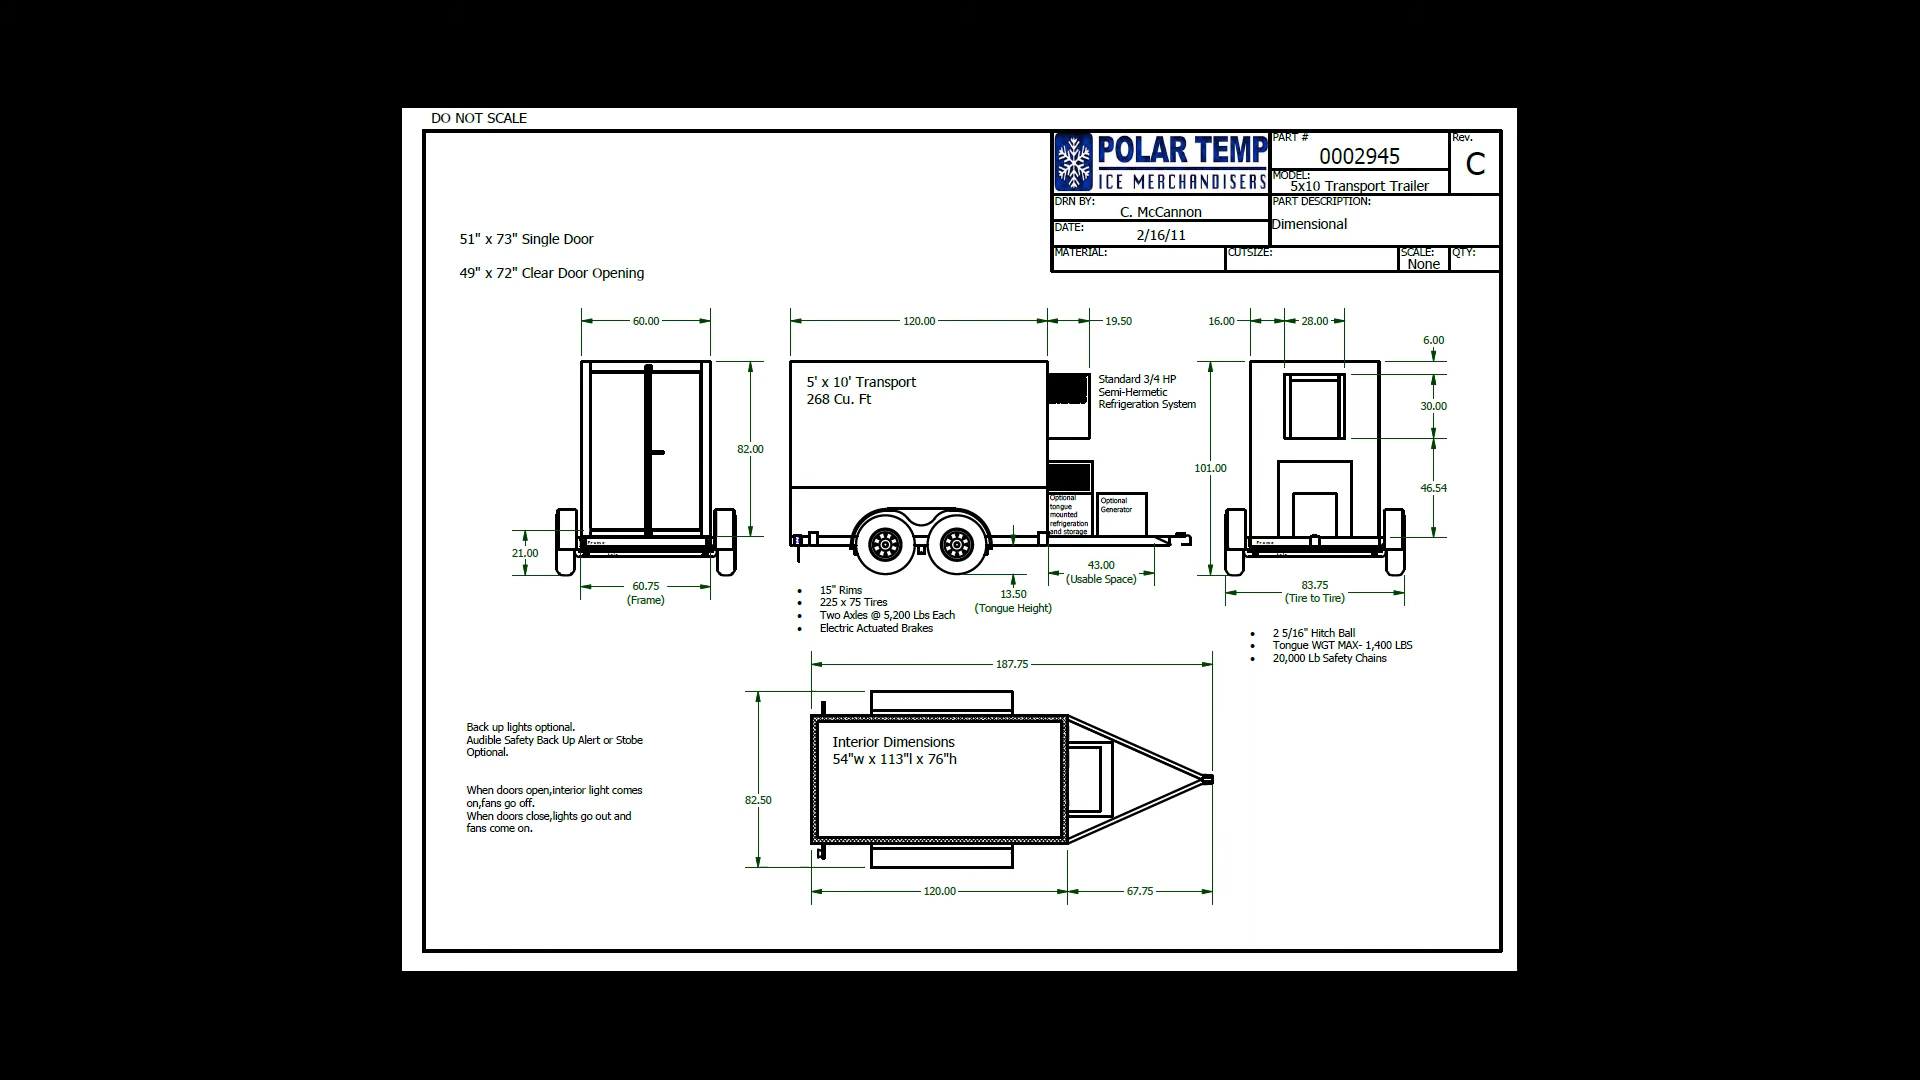 DO NOT SCALE
POLAR TEMP
ICE MERCHANDISERS
PART #
0002945
Rev.
C
MODEL:
5x10 Transport Trailer
DRN BY:
C. McCannon
PART DESCRIPTION:
Dimensional
DATE:
2/16/11
MATERIAL:
CUTSIZE:
SCALE:
None
QTY:
51" x 73" Single Door
49" x 72" Clear Door Opening
60.00
120.00
19.50
16.00
28.00
6.00
5' x 10' Transport
268 Cu. Ft
Standard 3/4 HP
Semi-Hermetic
Refrigeration System
30.00
82.00
101.00
46.54
Optional
tongue
mounted
refrigeration
and storage
Optional
Generator
Frame
Frame
21.00
60.75
(Frame)
43.00
(Usable Space)
13.50
(Tongue Height)
83.75
(Tire to Tire)
• 15" Rims
• 225 x 75 Tires
• Two Axles @ 5,200 Lbs Each
• Electric Actuated Brakes
• 2 5/16" Hitch Ball
• Tongue WGT MAX- 1,400 LBS
• 20,000 Lb Safety Chains
187.75
Back up lights optional.
Audible Safety Back Up Alert or Stobe
Optional.
When doors open,interior light comes
on,fans go off.
When doors close,lights go out and
fans come on.
Interior Dimensions
54"w x 113"l x 76"h
82.50
120.00
67.75